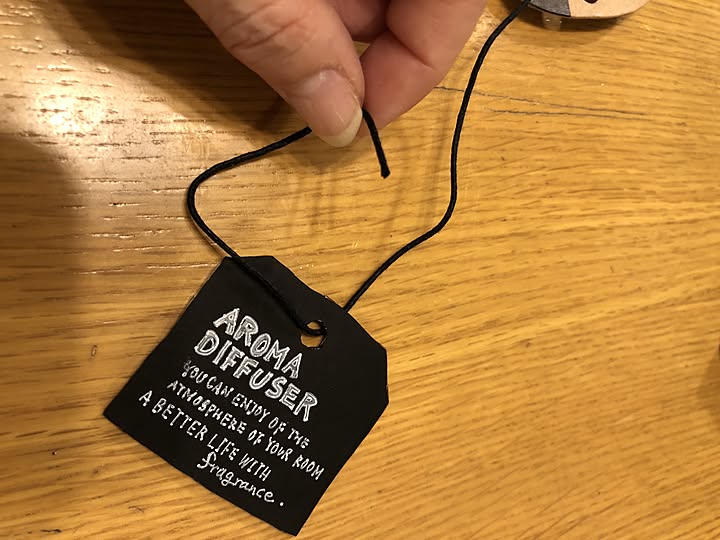 AROMA
DIFFUSER
YOU CAN ENJOY OF THE
ATMOSPHERE OF YOUR ROOM
A BETTER LIFE WITH
fragrance.